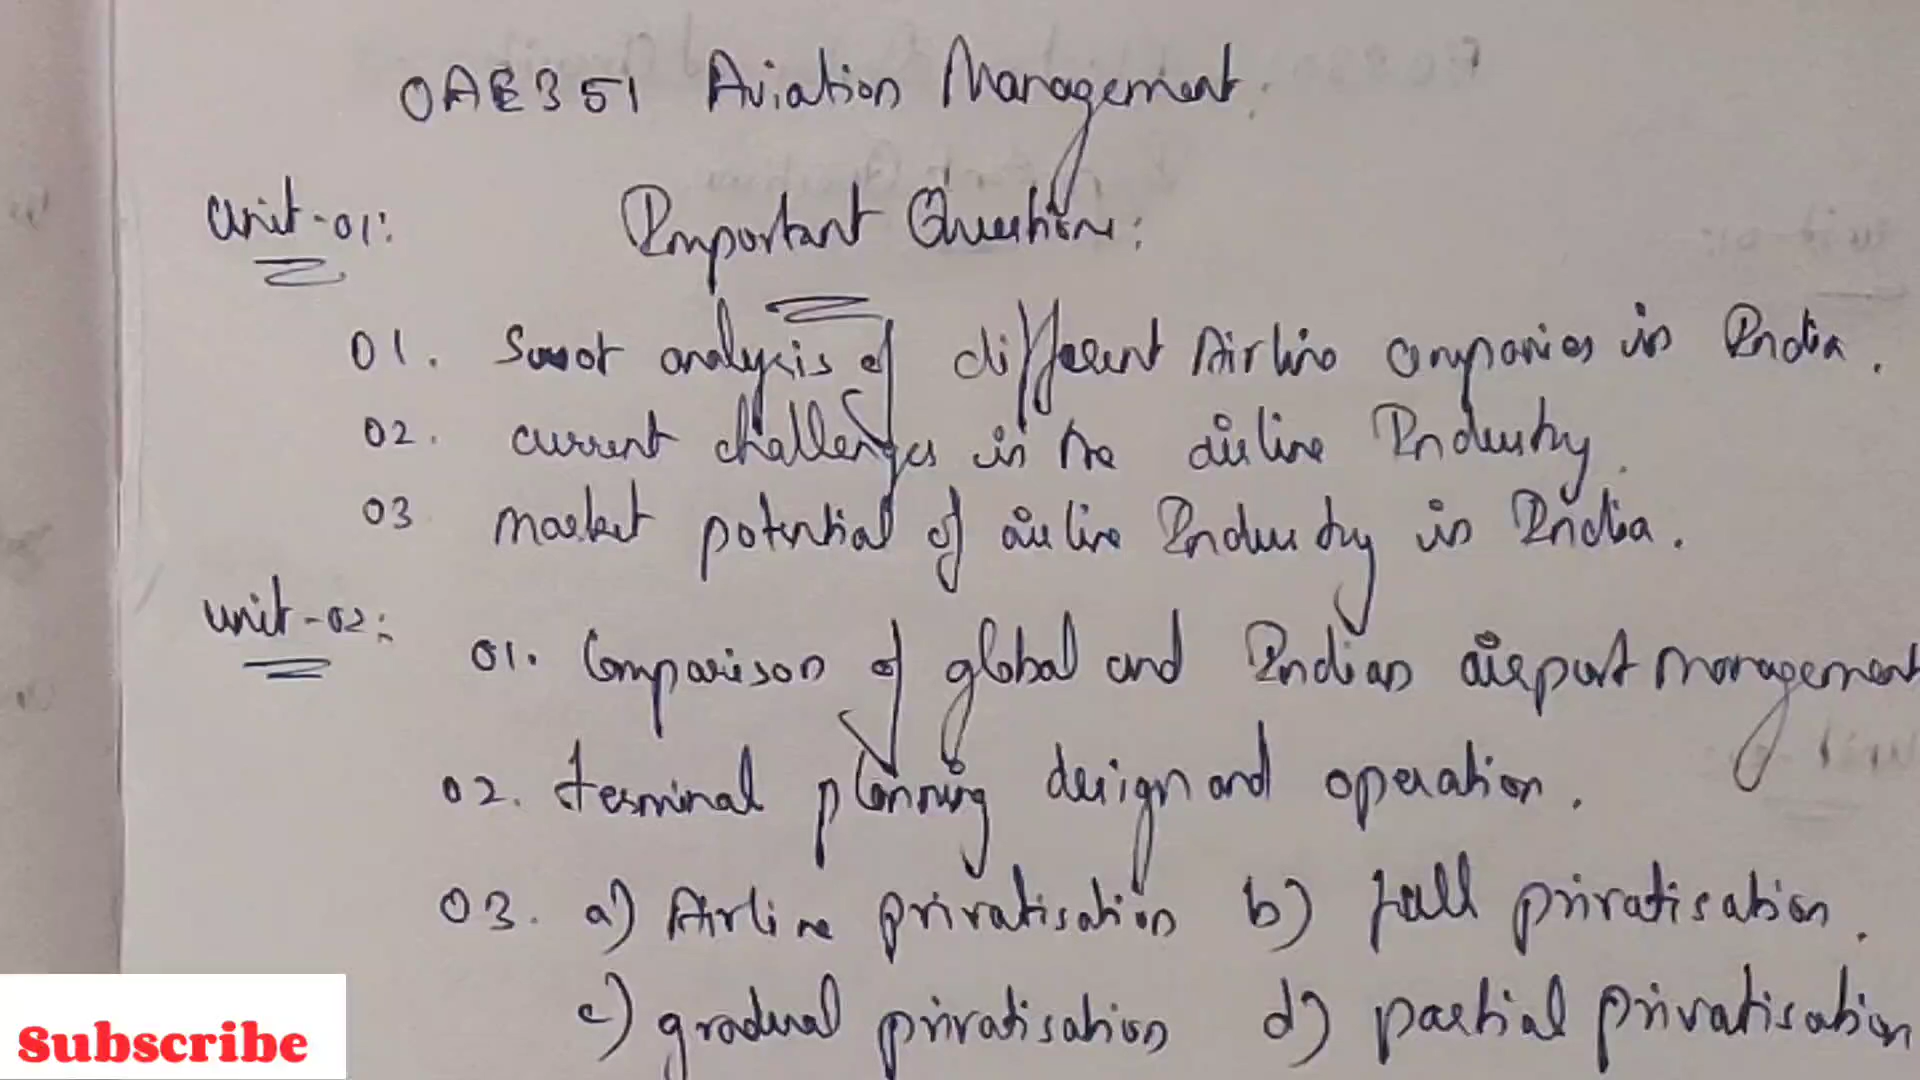 OAE351 Aviation Management.
Unit-01:
Important Questions:
01. Swot analysis of different Airline companies in India.
02. current challenges in the airline Industry.
03 market potential of airline Industry in India.
unit-02:
01. Comparison of global and Indian airport management
02. terminal planning design and operation.
03. a) Airline privatisation b) full privatisation.
c) gradual privatisation d) partial privatisation
Subscribe